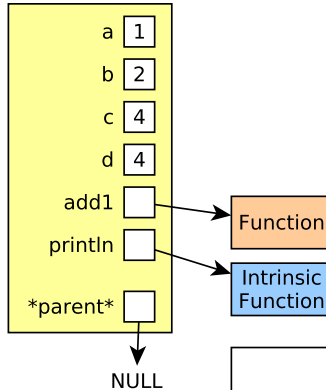 a 1
b 2
c 4
d 4
add1
Function
println
Intrinsic
Function
*parent*
NULL